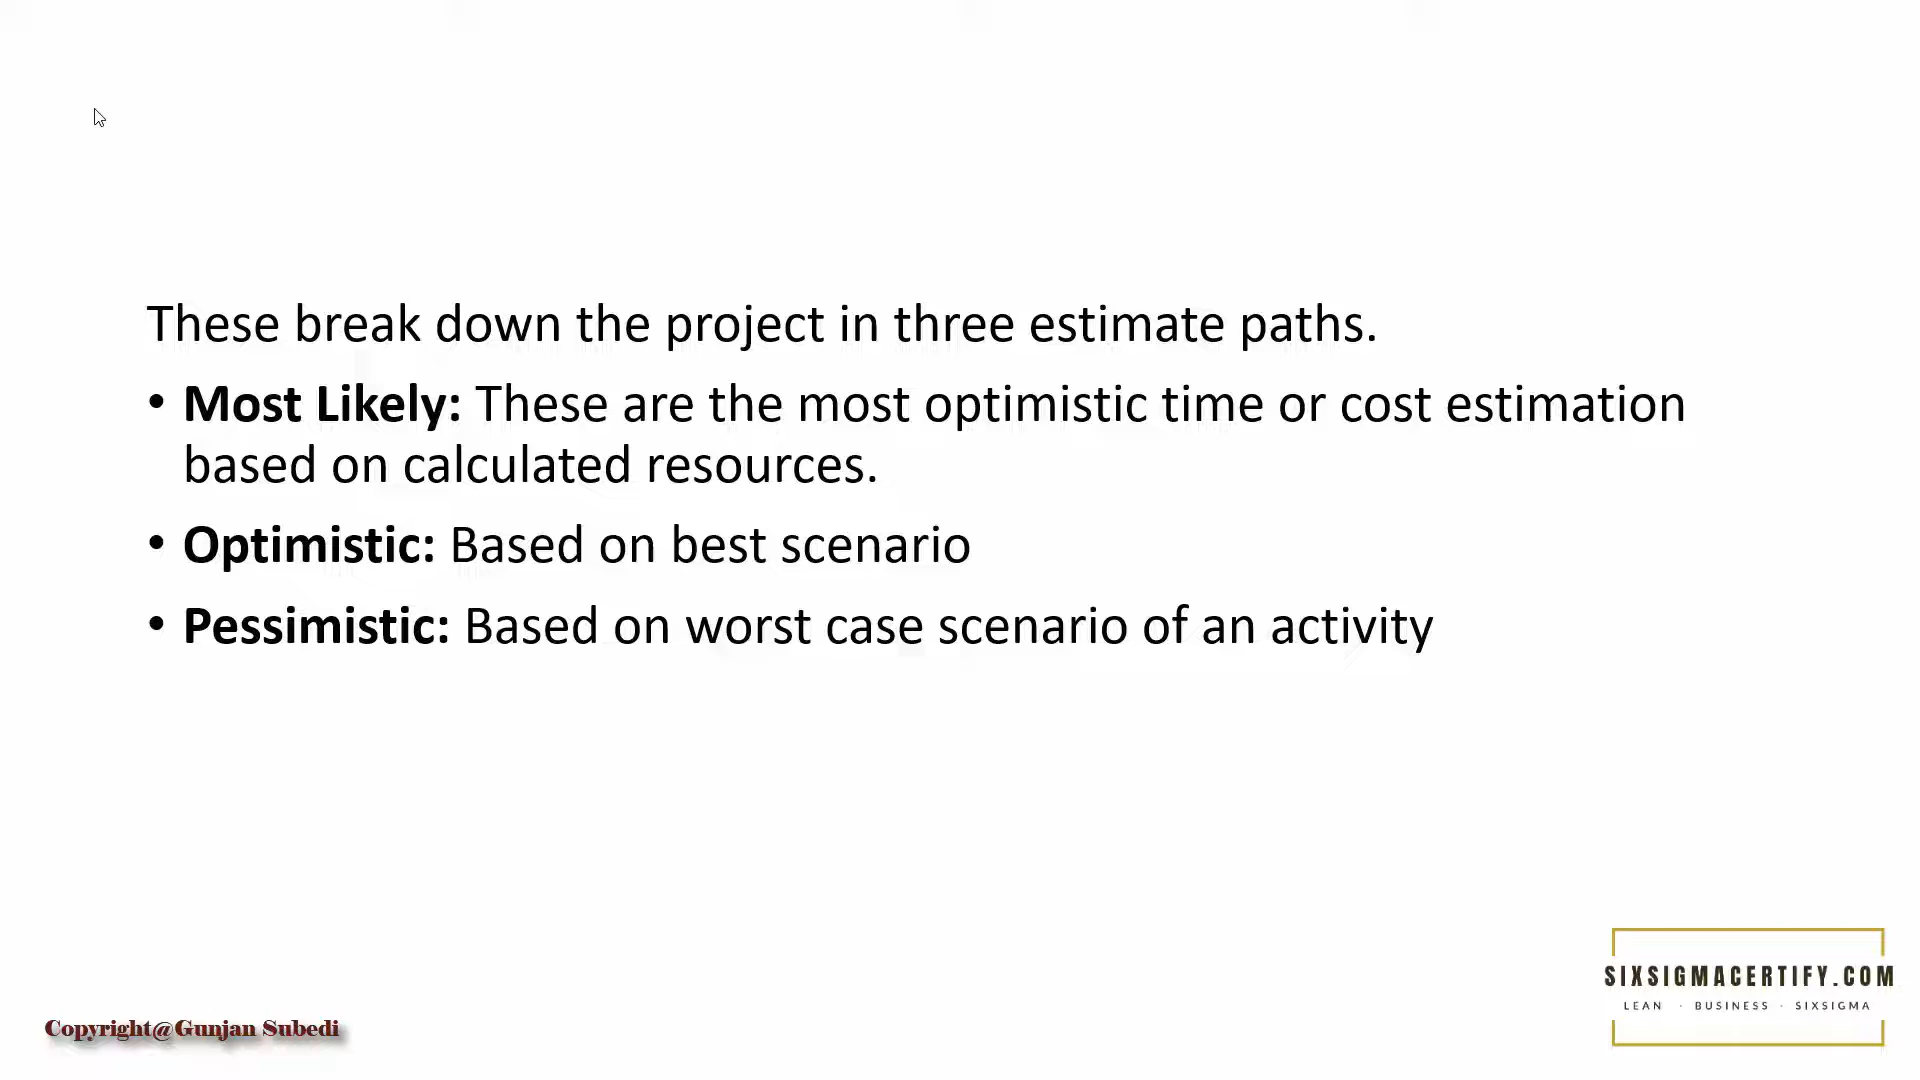 These break down the project in three estimate paths.
• Most Likely: These are the most optimistic time or cost estimation
based on calculated resources.
• Optimistic: Based on best scenario
• Pessimistic: Based on worst case scenario of an activity
SIXSIGMACERTIFY.COM
LEAN · BUSINESS · SIXSIGMA
Copyright@Gunjan Subedi